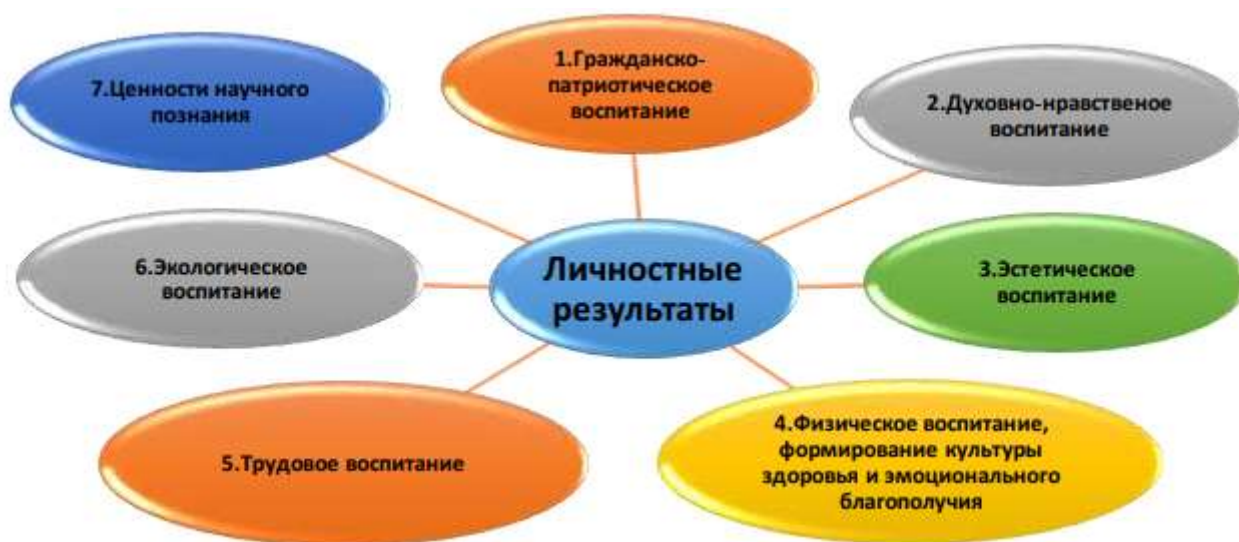 1.Гражданско-
патриотическое
воспитание
2.Духовно-нравственое
воспитание
3.Эстетическое
воспитание
4.Физическое воспитание,
формирование культуры
здоровья и эмоционального
благополучия
5.Трудовое воспитание
6.Экологическое
воспитание
7.Ценности научного
познания
Личностные
результаты